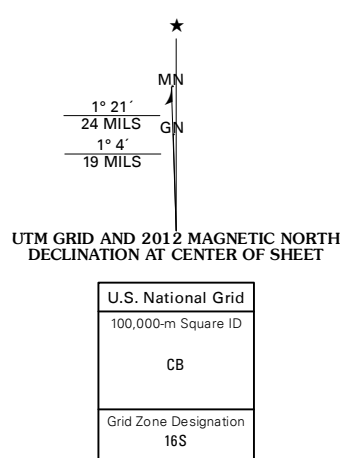 MN
1° 21´
24 MILS
GN
1° 4´
19 MILS
UTM GRID AND 2012 MAGNETIC NORTH
DECLINATION AT CENTER OF SHEET
U.S. National Grid
100,000-m Square ID
CB
Grid Zone Designation
16S